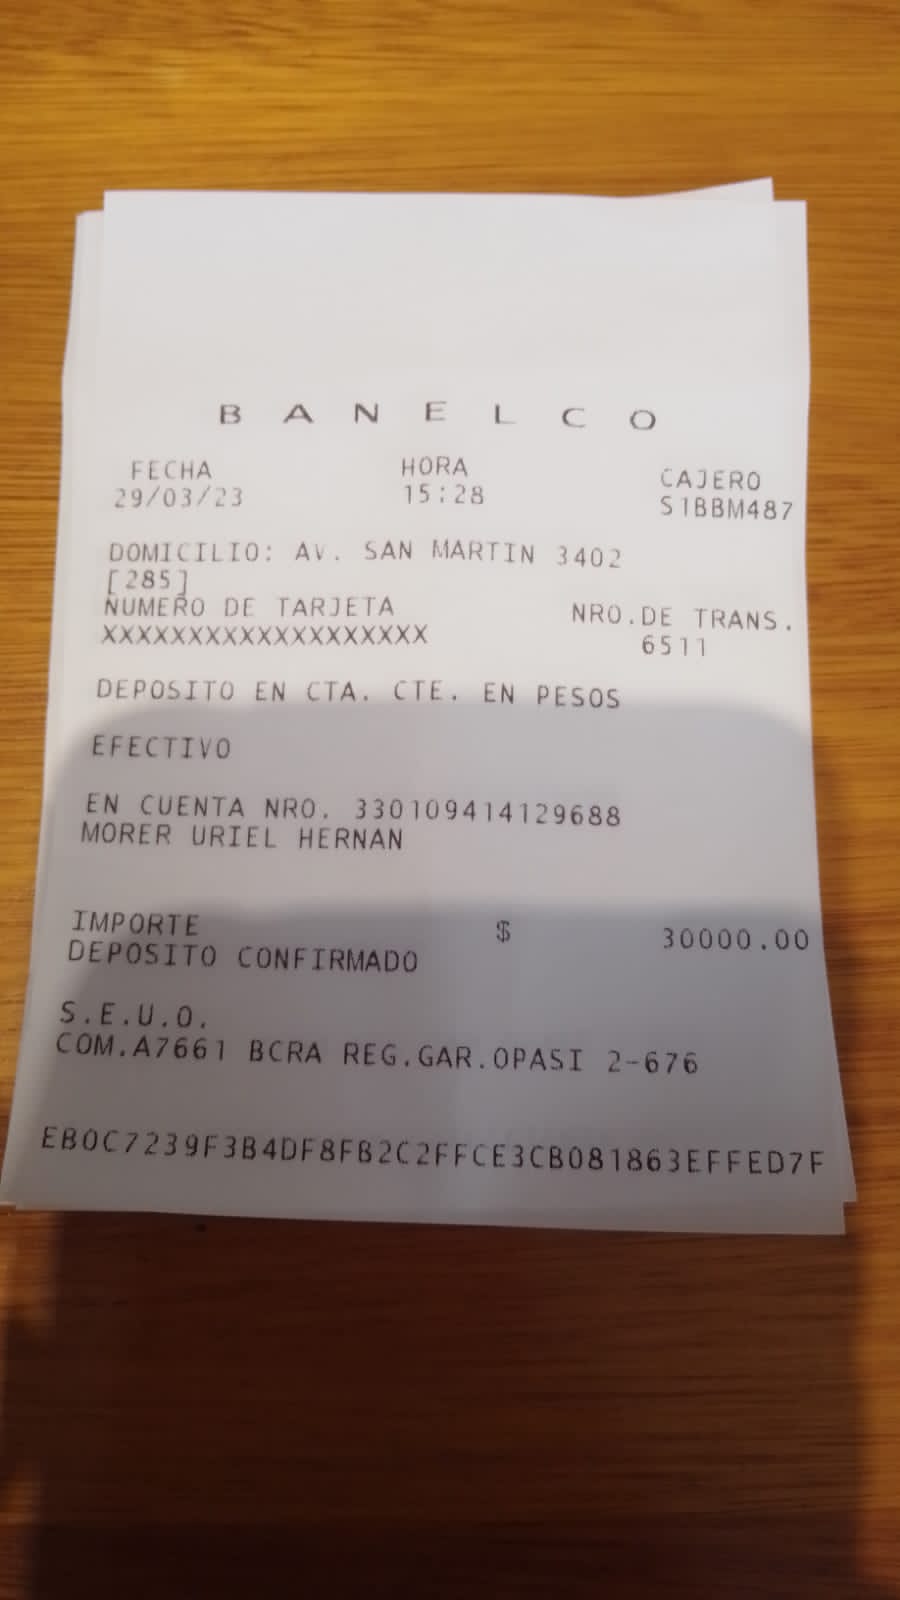 BANELCO
FECHA HORA CAJERO
29/03/23 15:28 S1BBM487
DOMICILIO: AV. SAN MARTIN 3402
[285]
NUMERO DE TARJETA NRO.DE TRANS.
XXXXXXXXXXXXXXXXXXX 6511
DEPOSITO EN CTA. CTE. EN PESOS
EFECTIVO
EN CUENTA NRO. 330109414129688
MORER URIEL HERNAN
IMPORTE $ 30000.00
DEPOSITO CONFIRMADO
S.E.U.O.
COM.A7661 BCRA REG.GAR.OPASI 2-676
EB0C7239F3B4DF8FB2C2FFCE3CB081863EFFED7F